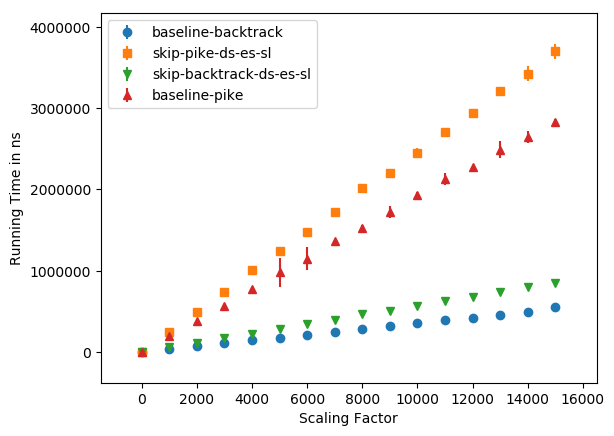 baseline-backtrack
skip-pike-ds-es-sl
skip-backtrack-ds-es-sl
baseline-pike
4000000
3000000
2000000
1000000
0
Running Time in ns
0 2000 4000 6000 8000 10000 12000 14000 16000
Scaling Factor